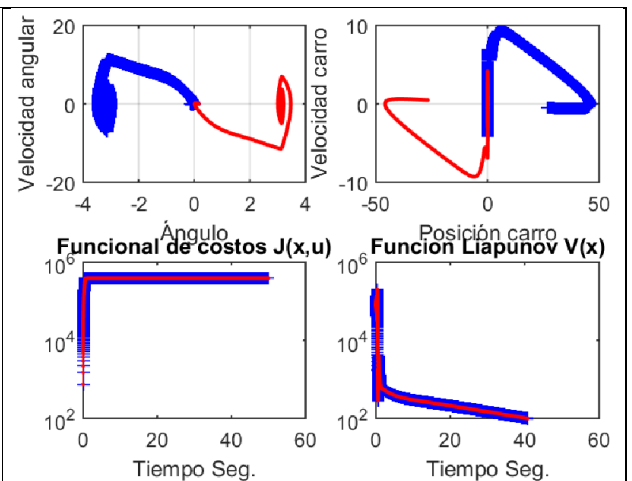 Velocidad angular
20
0
-20
-4 -2 0 2 4
Ángulo
Velocidad carro
10
0
-10
-50 0 50
Posición carro
Funcional de costos J(x,u)
10^6
10^4
10^2
0 20 40 60
Tiempo Seg.
Funcion Liapunov V(x)
10^6
10^4
10^2
0 20 40 60
Tiempo Seg.